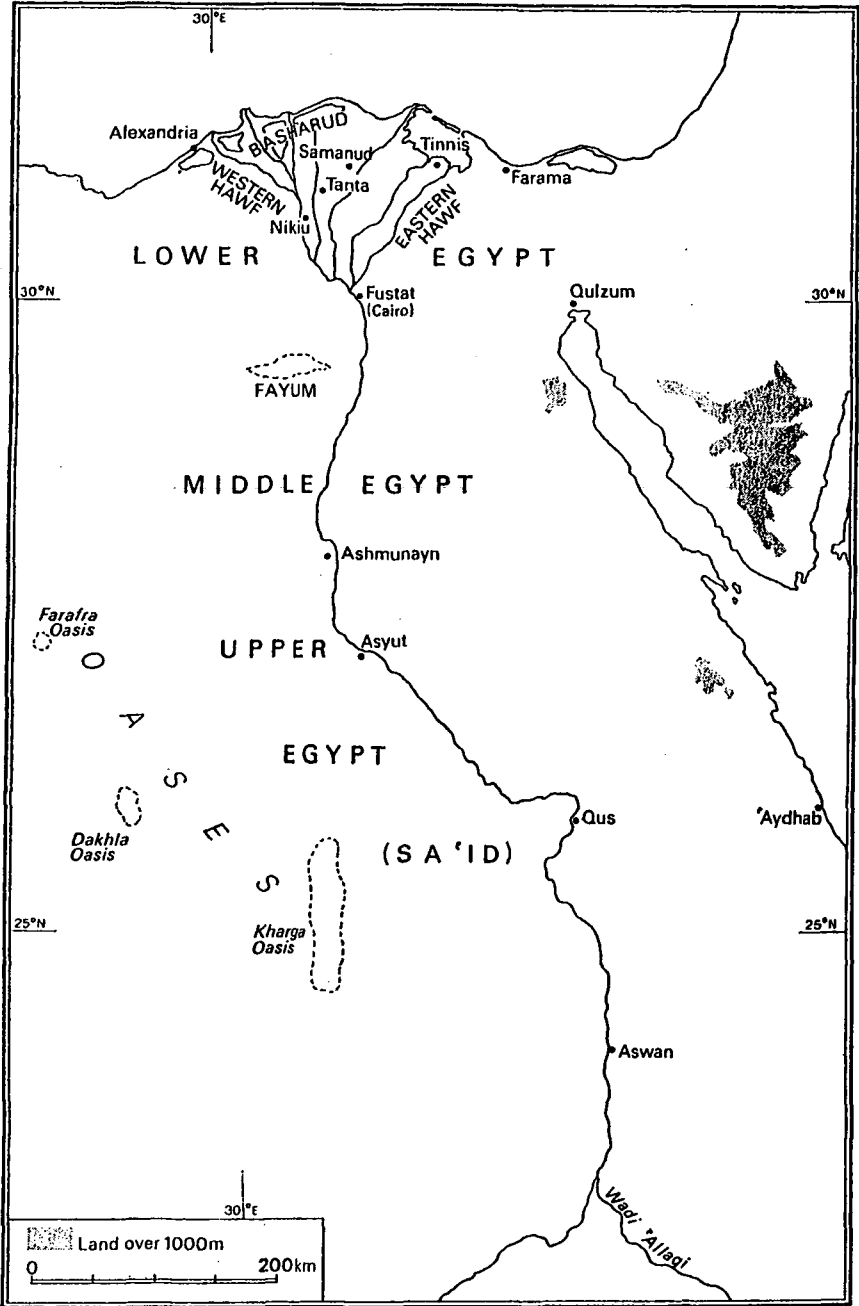 30°E
Alexandria
BASHARUD
Samanud
Tinnis
Tanta
Farama
WESTERN
HAWF
Nikiu
EASTERN
HAWF
LOWER EGYPT
30°N
Fustat
(Cairo)
Qulzum
30°N
FAYUM
MIDDLE EGYPT
Ashmunayn
Farafra
Oasis
UPPER
Asyut
OASES
EGYPT
Dakhla
Oasis
Qus
'Aydhab
(SA'ID)
Kharga
Oasis
25°N
25°N
Aswan
30°E
Wadi 'Allaqi
Land over 1000m
0 200km